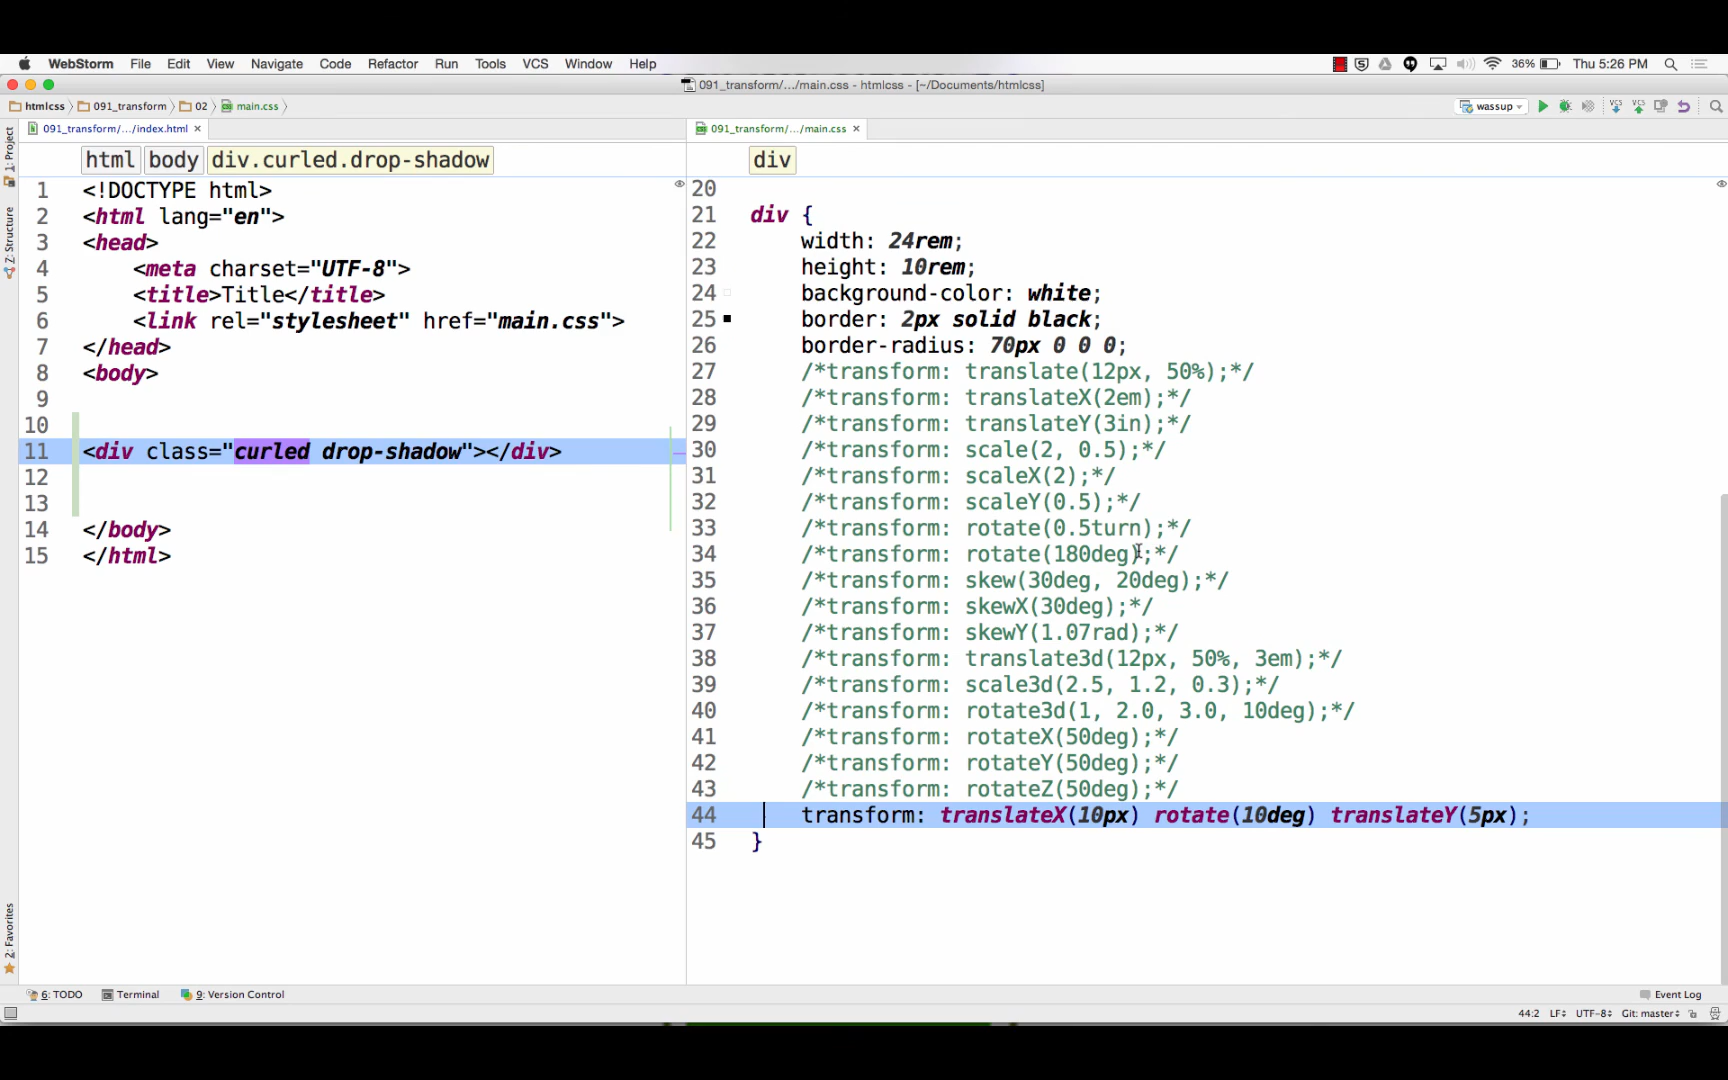 WebStorm File Edit View Navigate Code Refactor Run Tools VCS Window Help 36% Thu 5:26 PM
091_transform/.../main.css - htmlcss - [~/Documents/htmlcss]
htmlcss 091_transform 02 main.css wassup
091_transform/.../index.html 091_transform/.../main.css
1: Project
7: Structure
2: Favorites
html body div.curled.drop-shadow
1 <!DOCTYPE html>
2 <html lang="en">
3 <head>
4 <meta charset="UTF-8">
5 <title>Title</title>
6 <link rel="stylesheet" href="main.css">
7 </head>
8 <body>
9
10
11 <div class="curled drop-shadow"></div>
12
13
14 </body>
15 </html>
div
20
21 div {
22 width: 24rem;
23 height: 10rem;
24 background-color: white;
25 border: 2px solid black;
26 border-radius: 70px 0 0 0;
27 /*transform: translate(12px, 50%);*/
28 /*transform: translateX(2em);*/
29 /*transform: translateY(3in);*/
30 /*transform: scale(2, 0.5);*/
31 /*transform: scaleX(2);*/
32 /*transform: scaleY(0.5);*/
33 /*transform: rotate(0.5turn);*/
34 /*transform: rotate(180deg);*/
35 /*transform: skew(30deg, 20deg);*/
36 /*transform: skewX(30deg);*/
37 /*transform: skewY(1.07rad);*/
38 /*transform: translate3d(12px, 50%, 3em);*/
39 /*transform: scale3d(2.5, 1.2, 0.3);*/
40 /*transform: rotate3d(1, 2.0, 3.0, 10deg);*/
41 /*transform: rotateX(50deg);*/
42 /*transform: rotateY(50deg);*/
43 /*transform: rotateZ(50deg);*/
44 transform: translateX(10px) rotate(10deg) translateY(5px);
45 }
6: TODO Terminal 9: Version Control Event Log
44:2 LF UTF-8 Git: master